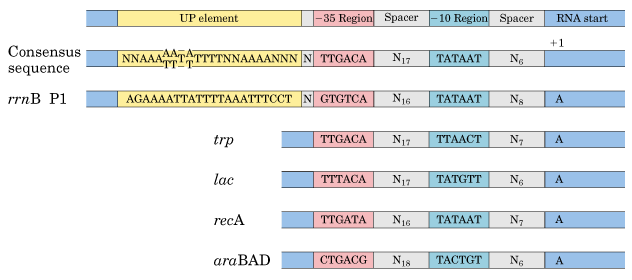 UP element −35 Region Spacer −10 Region Spacer RNA start
+1
Consensus sequence NNAAAAATATTTTNNAAAANNN N TTGACA N17 TATAAT N6
TT T
rrnB P1 AGAAAATTATTTTAAATTTCCT N GTGTCA N16 TATAAT N8 A
trp TTGACA N17 TTAACT N7 A
lac TTTACA N17 TATGTT N6 A
recA TTGATA N16 TATAAT N7 A
araBAD CTGACG N18 TACTGT N6 A